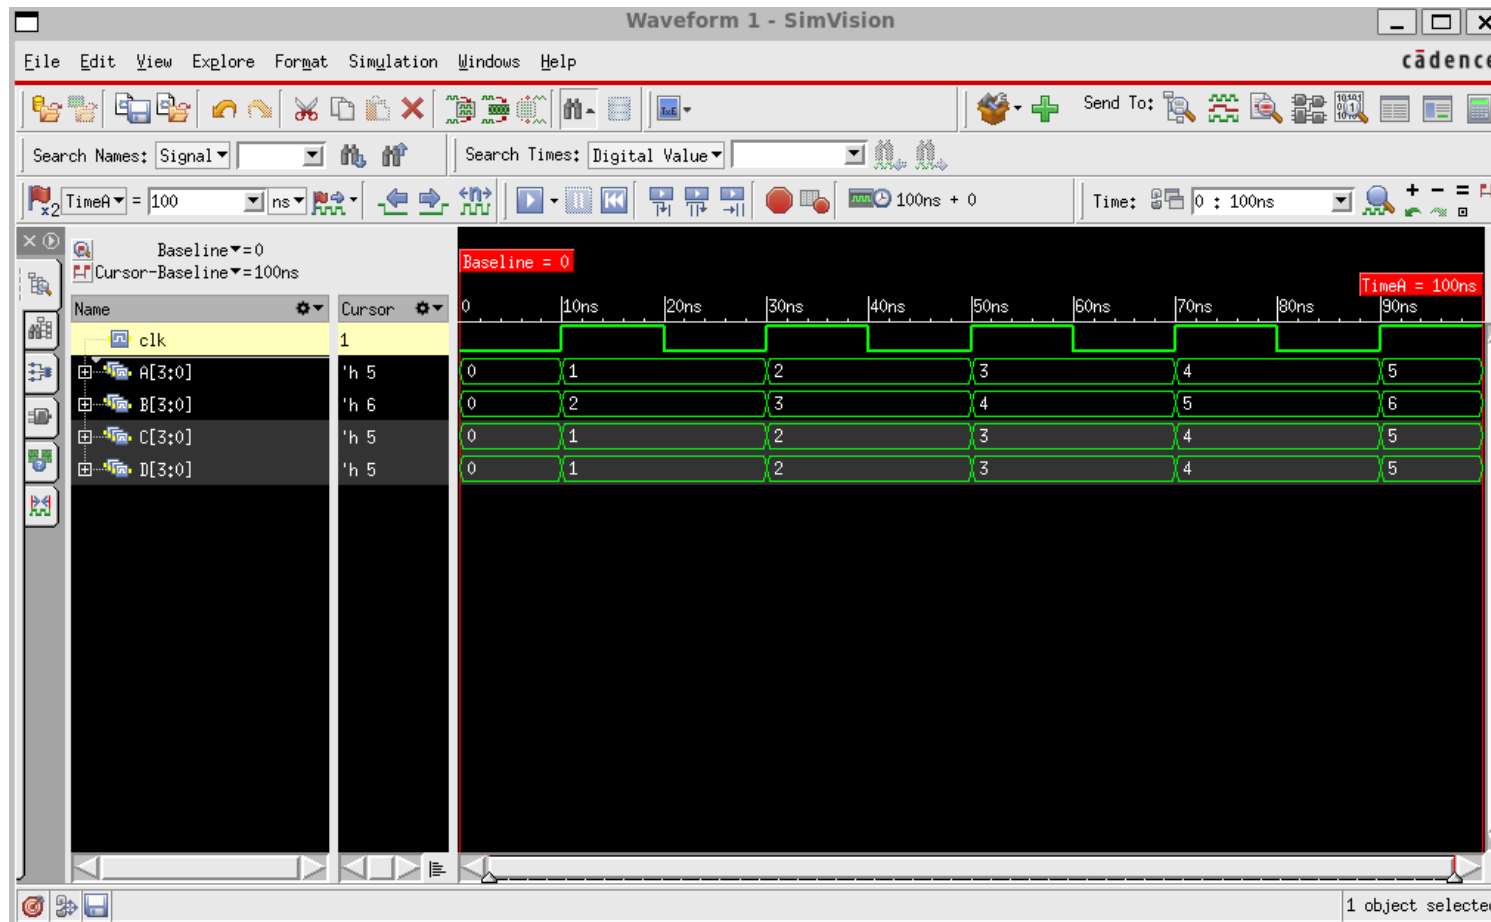 Waveform 1 - SimVision
File Edit View Explore Format Simulation Windows Help
cādence
Send To:
Search Names: Signal
Search Times: Digital Value
x2 TimeA = 100 ns
100ns + 0
Time: 0 : 100ns
Baseline=0
Cursor-Baseline=100ns
Baseline = 0
TimeA = 100ns
Name Cursor
0 10ns 20ns 30ns 40ns 50ns 60ns 70ns 80ns 90ns
clk 1
A[3:0] 'h 5 0 1 2 3 4 5
B[3:0] 'h 6 0 2 3 4 5 6
C[3:0] 'h 5 0 1 2 3 4 5
D[3:0] 'h 5 0 1 2 3 4 5
1 object selected